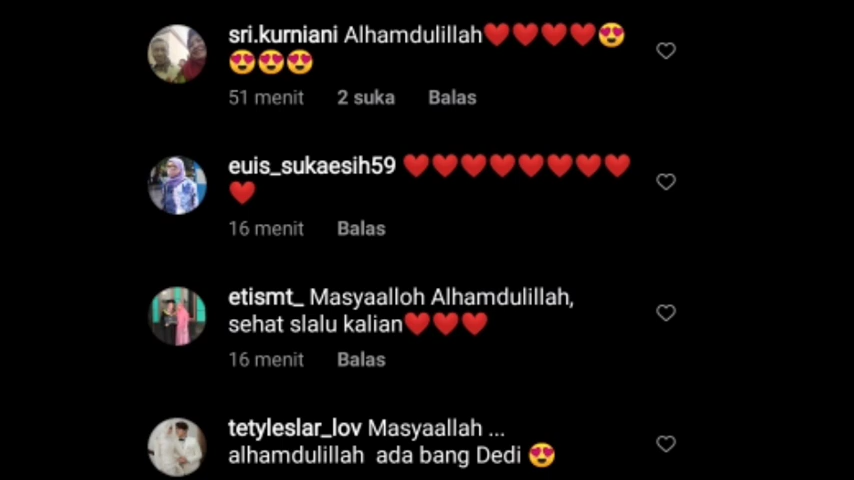 sri.kurniani Alhamdulillah❤️❤️❤️❤️😍
😍😍😍
51 menit 2 suka Balas
euis_sukaesih59 ❤️❤️❤️❤️❤️❤️❤️❤️
❤️
16 menit Balas
etismt_ Masyaalloh Alhamdulillah,
sehat slalu kalian❤️❤️❤️
16 menit Balas
tetyleslar_lov Masyaallah ...
alhamdulillah ada bang Dedi 😍